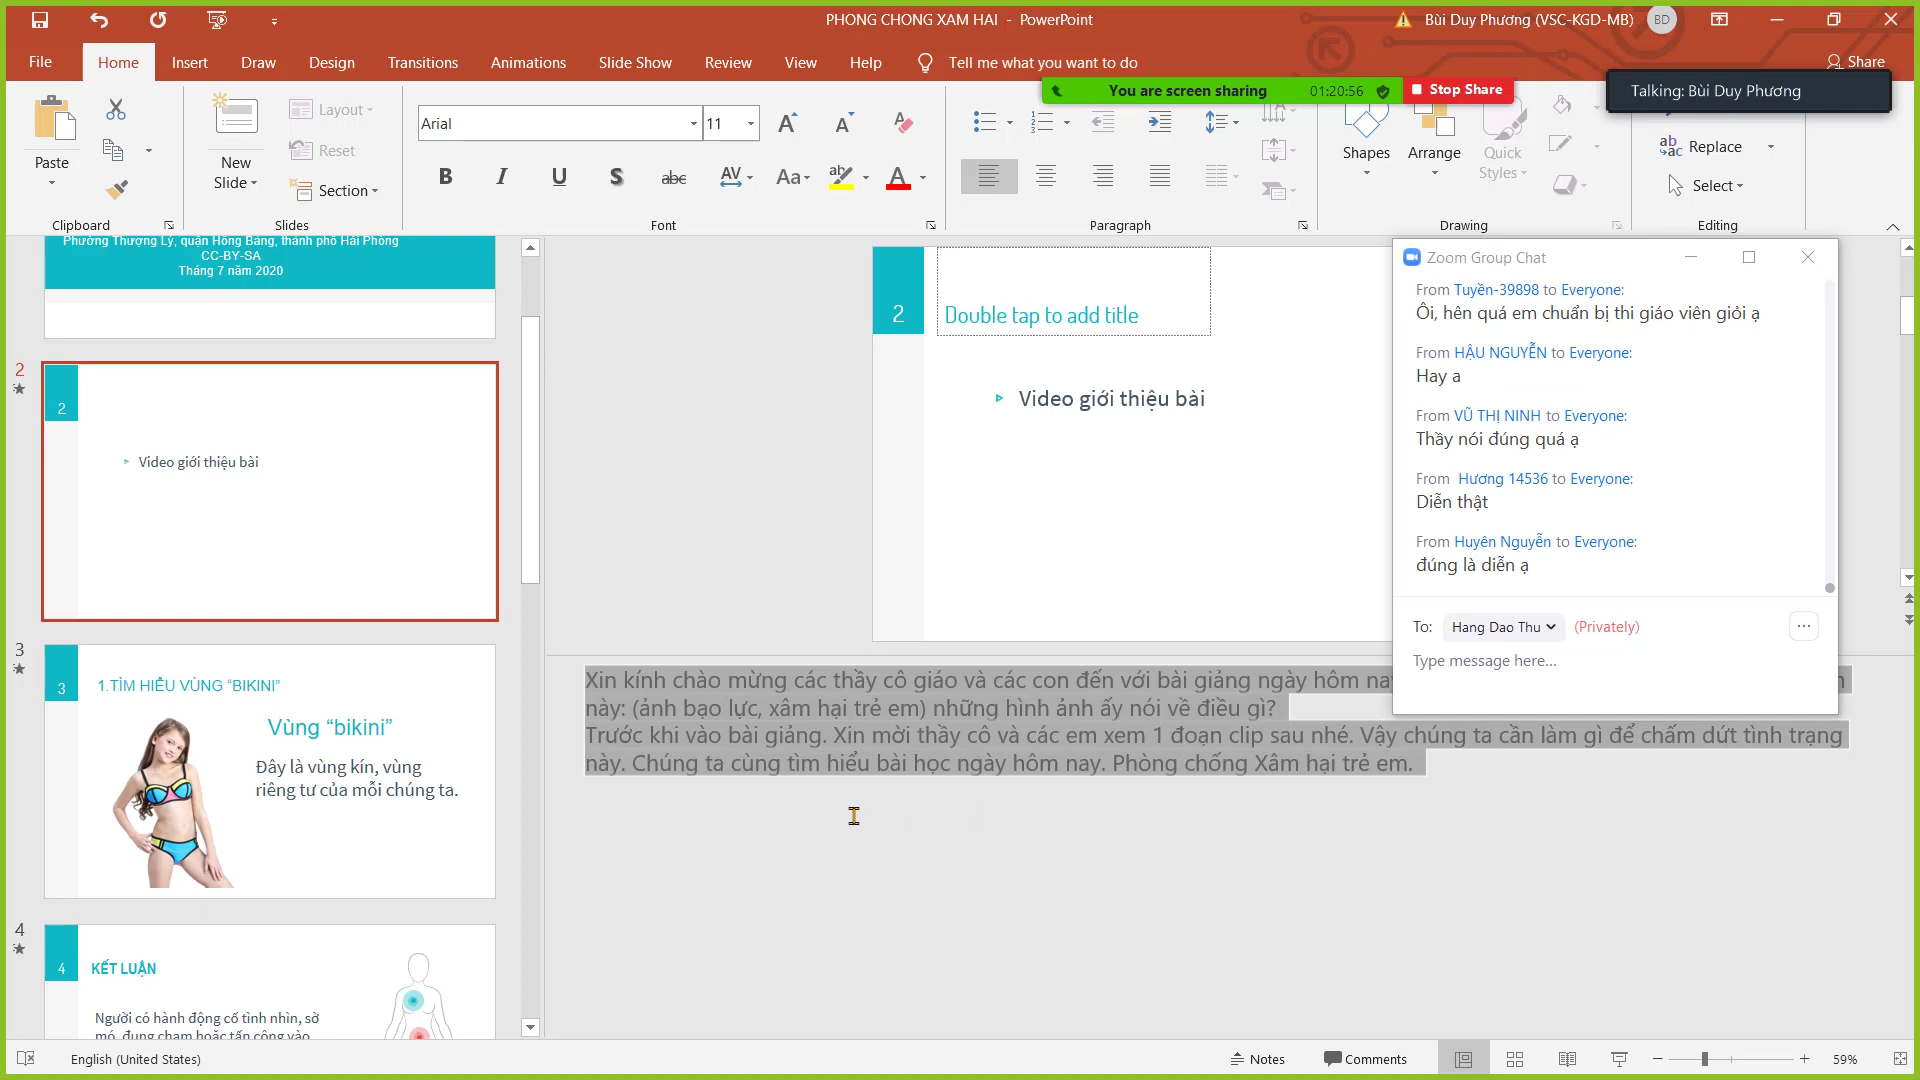 PHONG CHONG XAM HAI - PowerPoint
Bùi Duy Phương (VSC-KGD-MB)
BD
File
Home
Insert
Draw
Design
Transitions
Animations
Slide Show
Review
View
Help
Tell me what you want to do
Share
You are screen sharing
01:20:56
Stop Share
Talking: Bùi Duy Phương
Paste
Clipboard
New Slide
Layout
Reset
Section
Slides
Arial
11
Font
Paragraph
Shapes
Arrange
Quick Styles
Drawing
Replace
Select
Editing
Phường Thượng Lý, quận Hồng Bàng, thành phố Hải Phòng
CC-BY-SA
Tháng 7 năm 2020
2
2
Video giới thiệu bài
3
3
1.TÌM HIỂU VÙNG “BIKINI”
Vùng “bikini”
Đây là vùng kín, vùng
riêng tư của mỗi chúng ta.
4
4
KẾT LUẬN
Người có hành động cố tình nhìn, sờ
mó, đụng chạm hoặc tấn công vào
2
Double tap to add title
Video giới thiệu bài
Xin kính chào mừng các thầy cô giáo và các con đến với bài giảng ngày hôm nay
này: (ảnh bạo lực, xâm hại trẻ em) những hình ảnh ấy nói về điều gì?
Trước khi vào bài giảng. Xin mời thầy cô và các em xem 1 đoạn clip sau nhé. Vậy chúng ta cần làm gì để chấm dứt tình trạng
này. Chúng ta cùng tìm hiểu bài học ngày hôm nay. Phòng chống Xâm hại trẻ em.
Zoom Group Chat
From Tuyền-39898 to Everyone:
Ôi, hên quá em chuẩn bị thi giáo viên giỏi ạ
From HẬU NGUYỄN to Everyone:
Hay a
From VŨ THỊ NINH to Everyone:
Thầy nói đúng quá ạ
From Hương 14536 to Everyone:
Diễn thật
From Huyên Nguyễn to Everyone:
đúng là diễn ạ
To: Hang Dao Thu (Privately)
Type message here...
English (United States)
Notes
Comments
59%